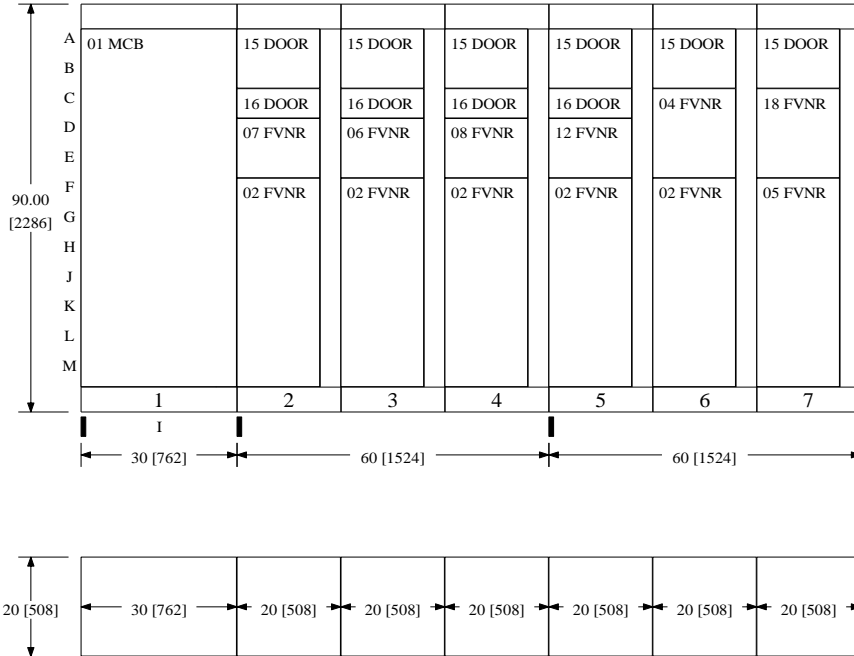 A 01 MCB 15 DOOR 15 DOOR 15 DOOR 15 DOOR 15 DOOR 15 DOOR
B
C 16 DOOR 16 DOOR 16 DOOR 16 DOOR 04 FVNR 18 FVNR
D 07 FVNR 06 FVNR 08 FVNR 12 FVNR
E
F 02 FVNR 02 FVNR 02 FVNR 02 FVNR 02 FVNR 05 FVNR
90.00
[2286]
G
H
J
K
L
M
1 2 3 4 5 6 7
I
30 [762] 60 [1524] 60 [1524]
20 [508] 30 [762] 20 [508] 20 [508] 20 [508] 20 [508] 20 [508] 20 [508]